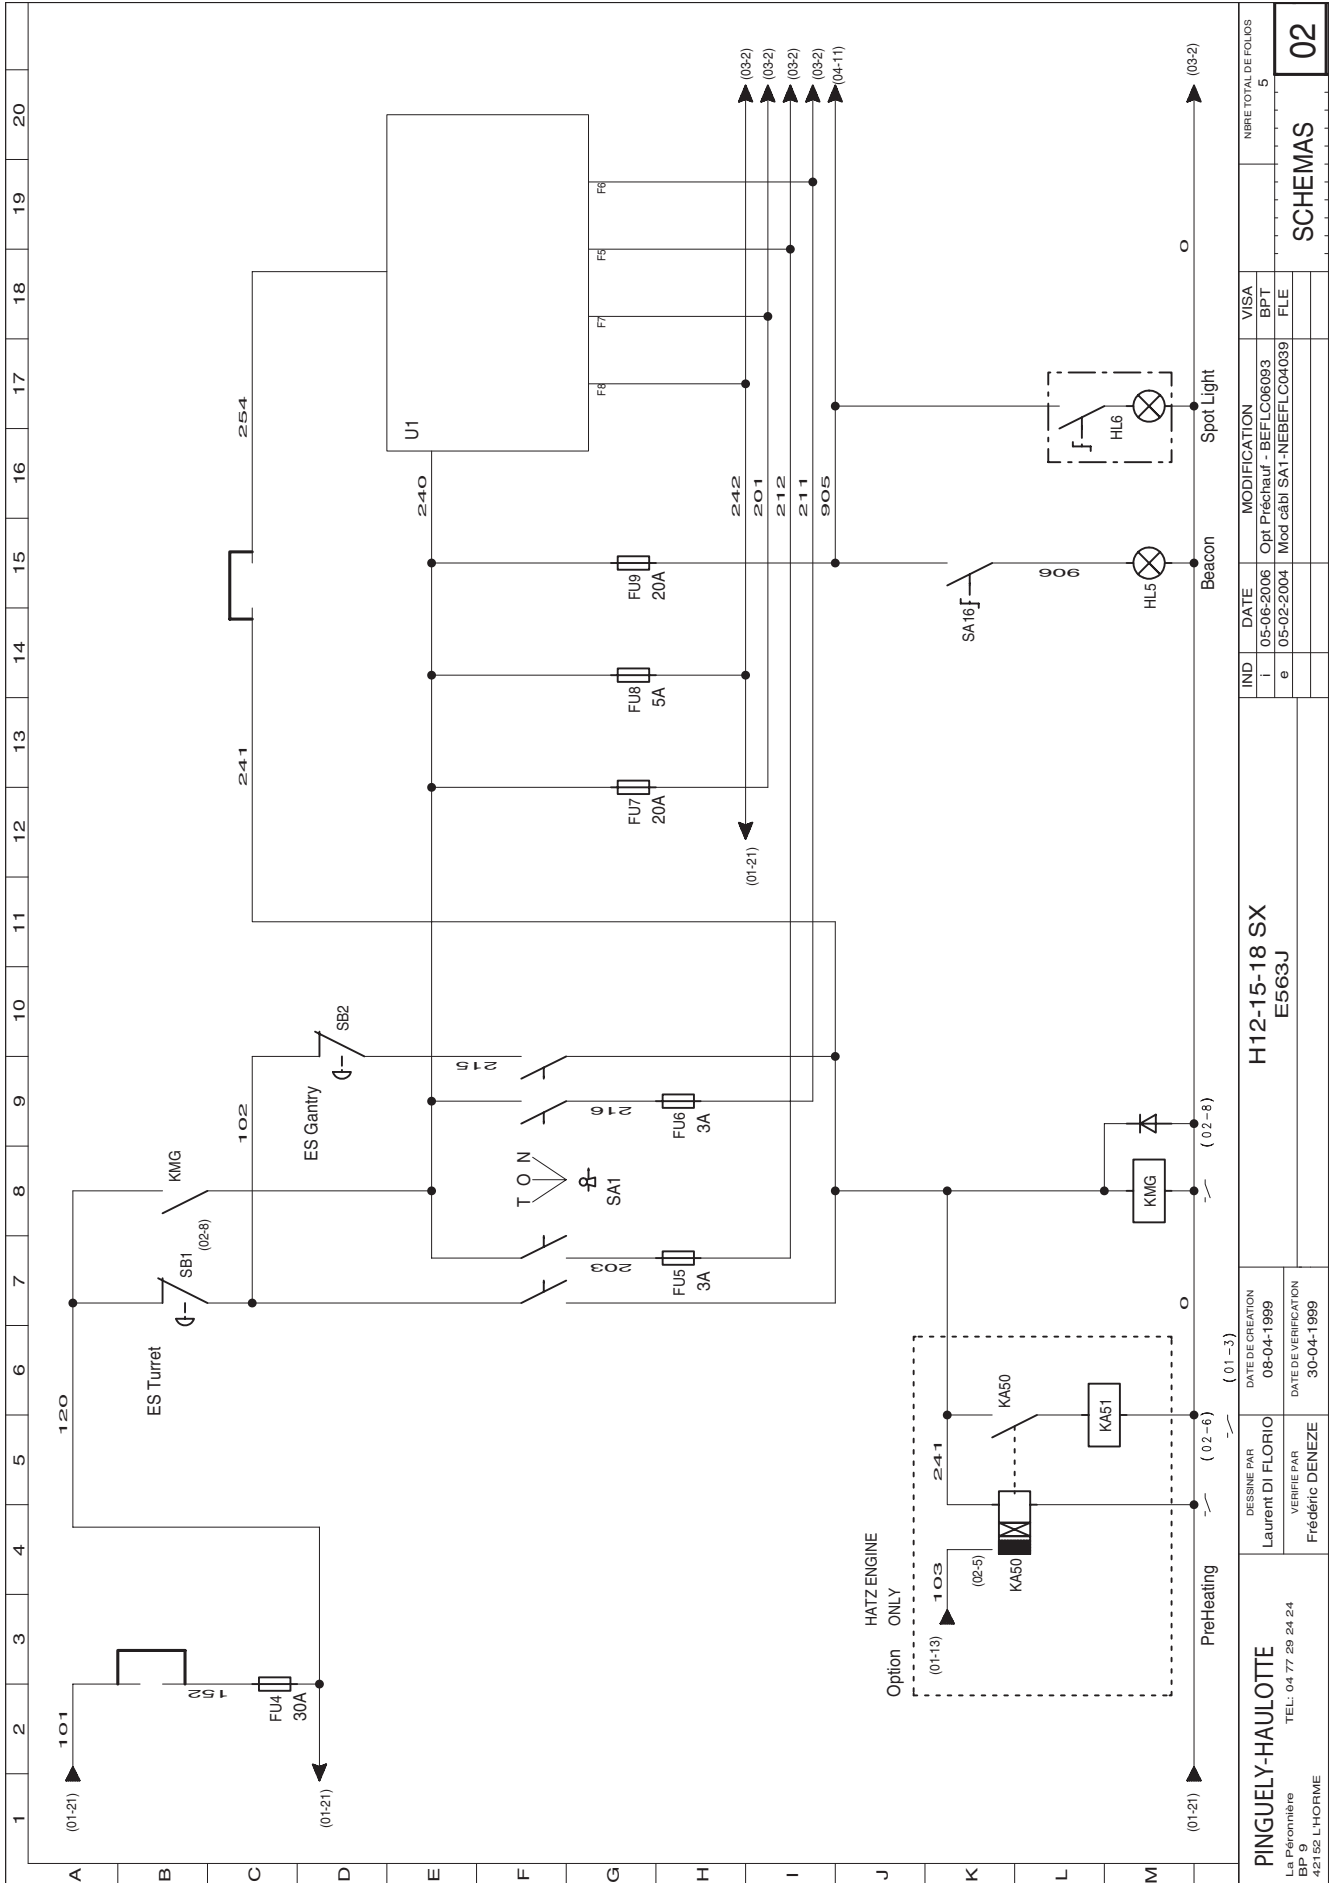 1 2 3 4 5 6 7 8 9 10 11 12 13 14 15 16 17 18 19 20
A
B
C
D
E
F
G
H
I
J
K
L
M
(01-21)
101
152
FU4
30A
(01-21)
120
ES Turret
SB1
(02-8)
KMG
102
ES Gantry
SB2
215
T O N
SA1
203
FU5
3A
216
FU6
3A
241
254
U1
240
F8
F7
F5
F6
FU7
20A
FU8
5A
FU9
20A
(01-21)
242
201
212
211
905
(03-2)
(03-2)
(03-2)
(03-2)
(04-11)
SA16
906
HL5
Beacon
HL6
Spot Light
HATZ ENGINE
Option ONLY
(01-13)
103
(02-5)
KA50
241
KA50
KA51
KMG
(01-21)
PreHeating
(02-6)
(01-3)
0
(02-8)
0
(03-2)
PINGUELY-HAULOTTE
La Péronnière
BP 9
42152 L'HORME
TEL: 04 77 29 24 24
DESSINE PAR
Laurent DI FLORIO
VERIFIE PAR
Frédéric DENEZE
DATE DE CREATION
08-04-1999
DATE DE VERIFICATION
30-04-1999
H12-15-18 SX
E563J
IND DATE MODIFICATION VISA
i 05-06-2006 Opt Préchauf - BEFLC06093 BPT
e 05-02-2004 Mod câbl SA1-NEBEFLC04039 FLE
NBRE TOTAL DE FOLIOS
5
SCHEMAS
02